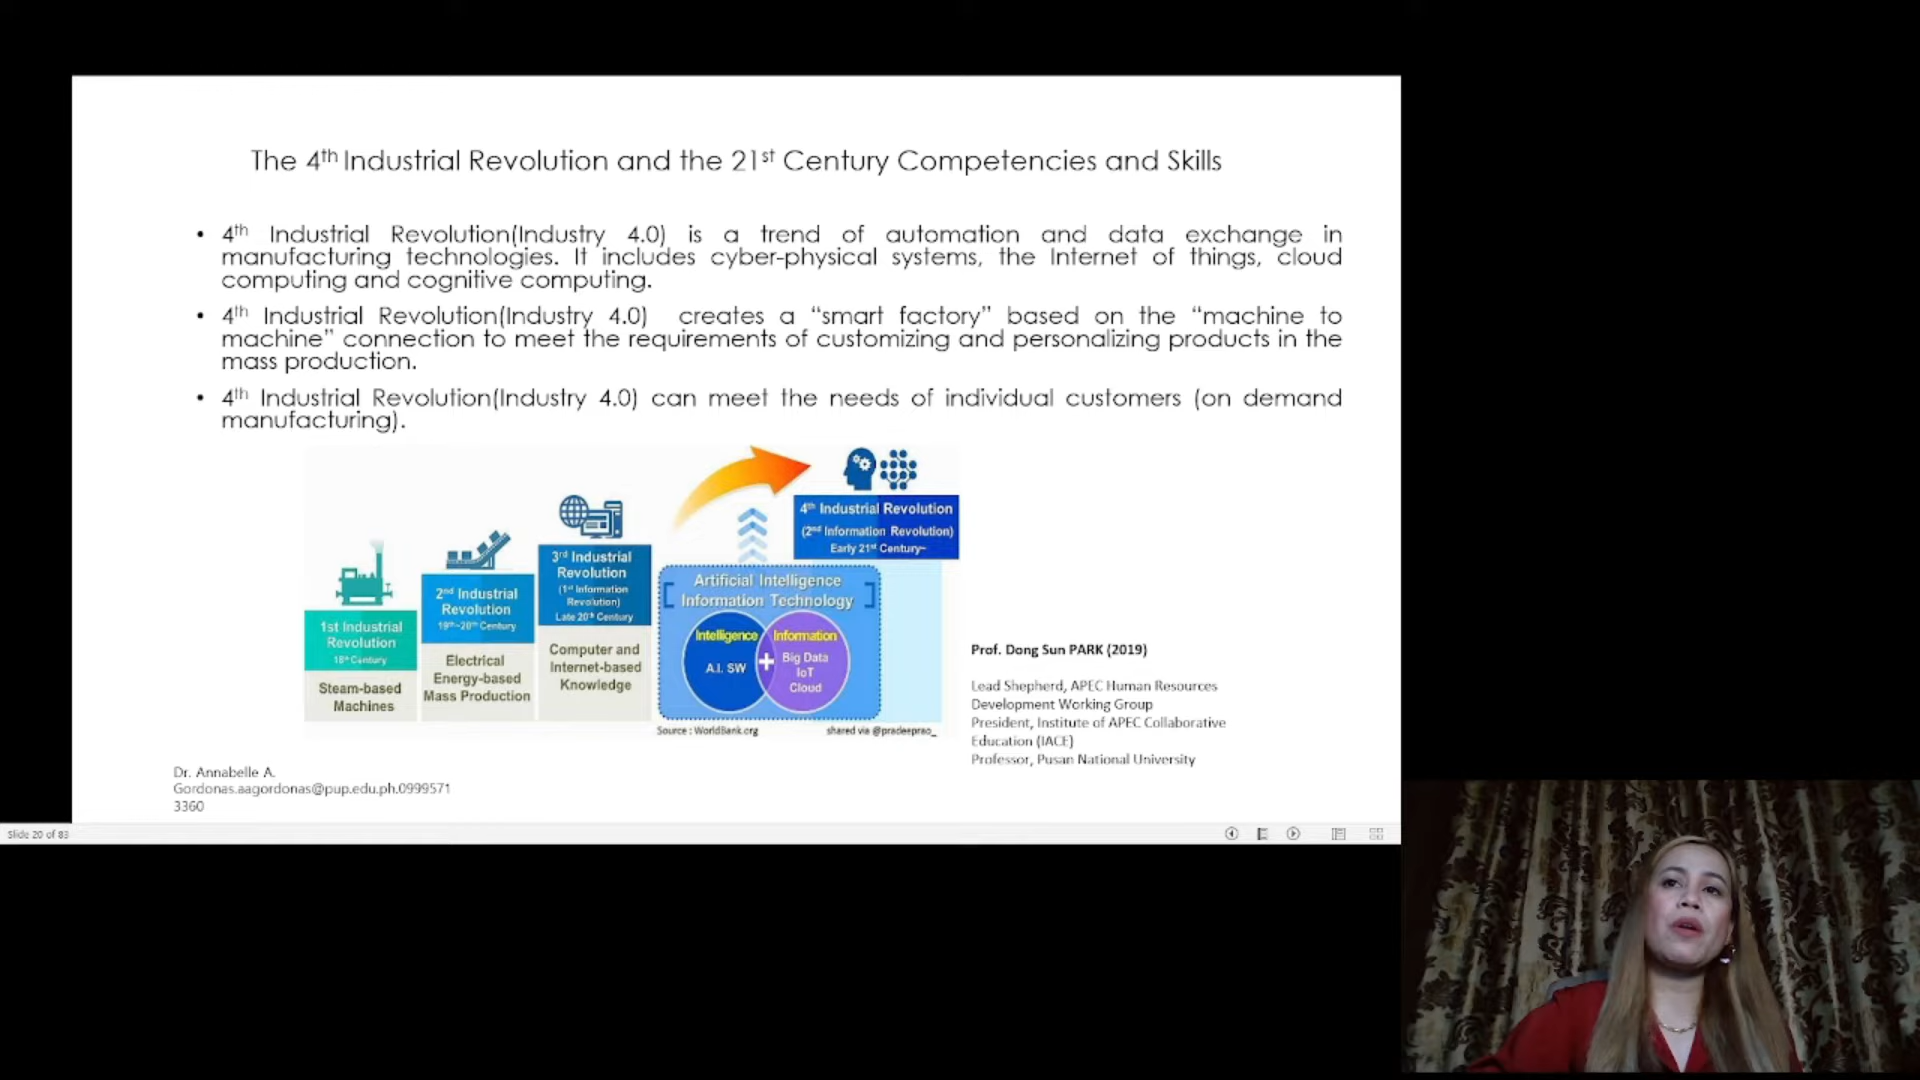 The 4th Industrial Revolution and the 21st Century Competencies and Skills
• 4th Industrial Revolution(Industry 4.0) is a trend of automation and data exchange in
manufacturing technologies. It includes cyber-physical systems, the Internet of things, cloud
computing and cognitive computing.
• 4th Industrial Revolution(Industry 4.0) creates a “smart factory” based on the “machine to
machine” connection to meet the requirements of customizing and personalizing products in the
mass production.
• 4th Industrial Revolution(Industry 4.0) can meet the needs of individual customers (on demand
manufacturing).
1st Industrial
Revolution
18th Century
Steam-based
Machines
2nd Industrial
Revolution
19th~20th Century
Electrical
Energy-based
Mass Production
3rd Industrial
Revolution
(1st Information
Revolution)
Late 20th Century
Computer and
Internet-based
Knowledge
Artificial Intelligence
Information Technology
Intelligence
A.I. SW
+
Information
Big Data
IoT
Cloud
4th Industrial Revolution
(2nd Information Revolution)
Early 21st Century~
Source : WorldBank.org
shared via @pradeeprao_
Prof. Dong Sun PARK (2019)
Lead Shepherd, APEC Human Resources
Development Working Group
President, Institute of APEC Collaborative
Education (IACE)
Professor, Pusan National University
Dr. Annabelle A.
Gordonas.aagordonas@pup.edu.ph.0999571
3360
Slide 20 of 83